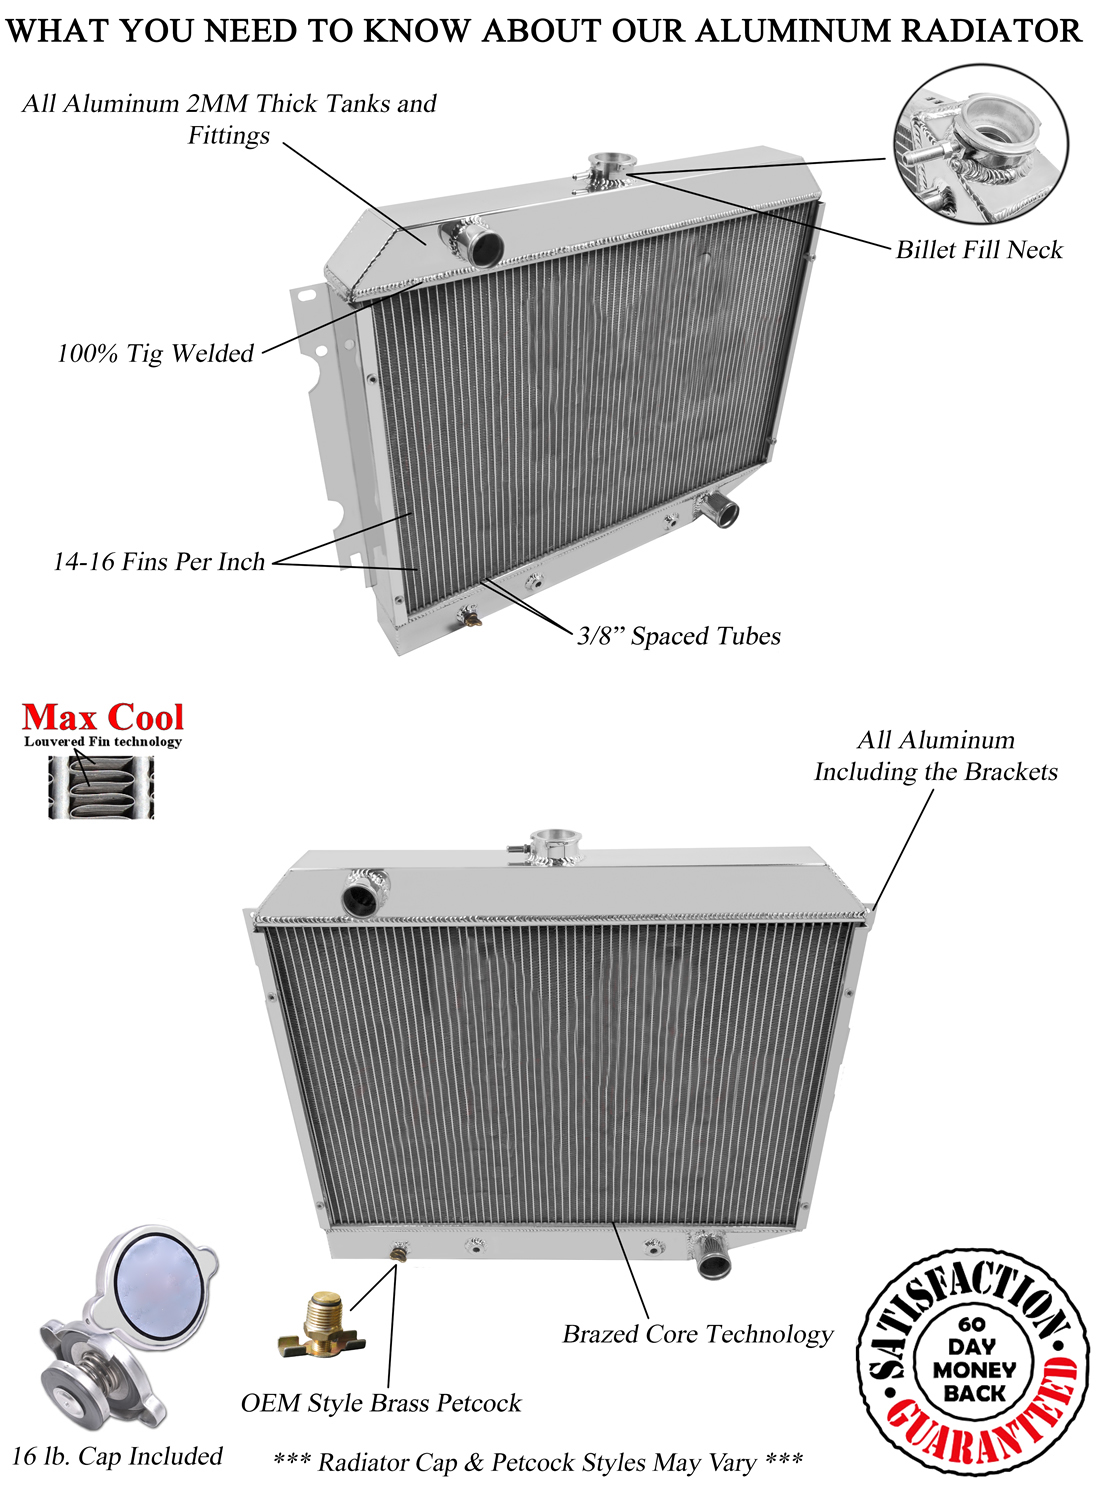 WHAT YOU NEED TO KNOW ABOUT OUR ALUMINUM RADIATOR
All Aluminum 2MM Thick Tanks and
Fittings
Billet Fill Neck
100% Tig Welded
14-16 Fins Per Inch
3/8” Spaced Tubes
Max Cool
Louvered Fin technology
All Aluminum
Including the Brackets
Brazed Core Technology
OEM Style Brass Petcock
16 lb. Cap Included
*** Radiator Cap & Petcock Styles May Vary ***
SATISFACTION
60
DAY
MONEY
BACK
GUARANTEED